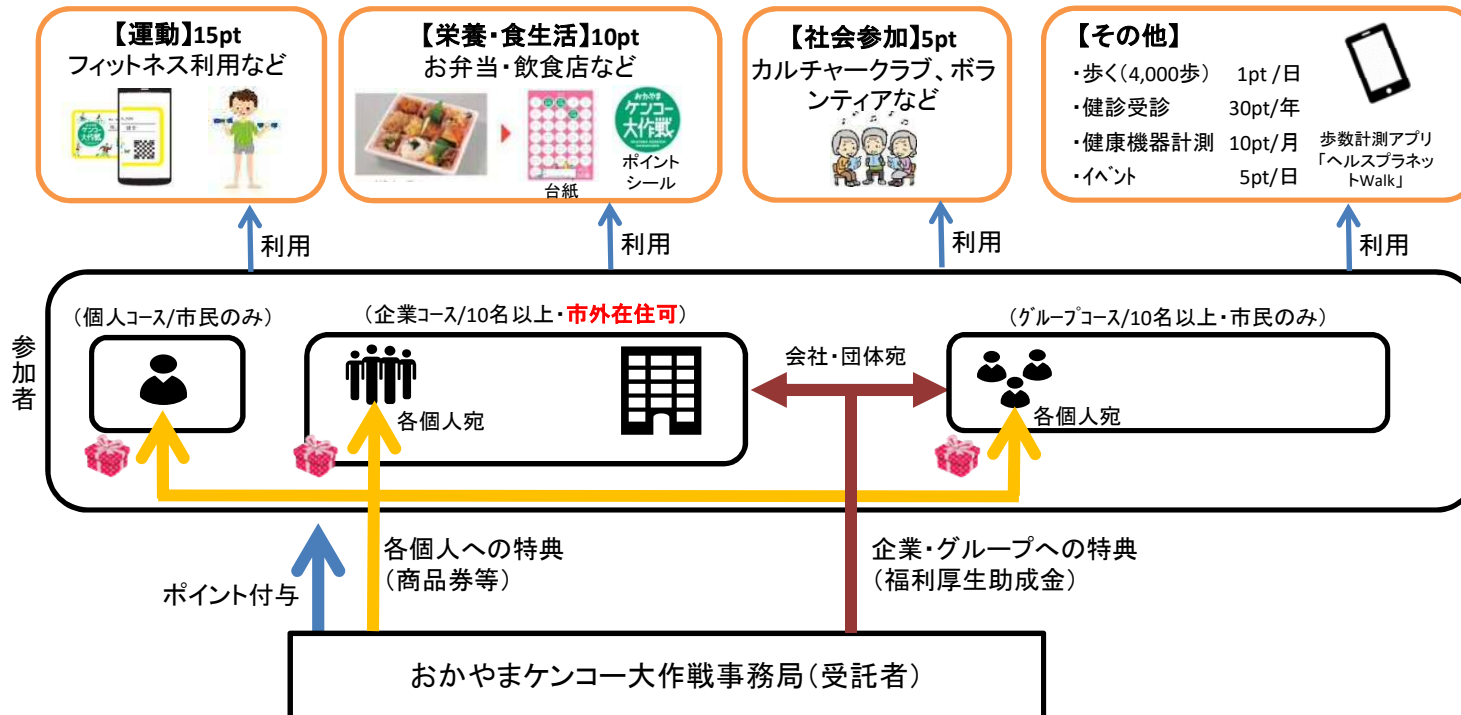 【運動】15pt
フィットネス利用など
ケンコー
大作戦
【栄養・食生活】10pt
お弁当・飲食店など
おかやま
ケンコー
大作戦
台紙
ポイント
シール
【社会参加】5pt
カルチャークラブ、ボラ
ンティアなど
【その他】
・歩く(4,000歩) 1pt /日
・健診受診 30pt/年
・健康機器計測 10pt/月
・イベント 5pt/日
歩数計測アプリ
「ヘルスプラネッ
トWalk」
利用
利用
利用
利用
参加者
（個人コース/市民のみ）
（企業コース/10名以上・市外在住可）
（グループコース/10名以上・市民のみ）
各個人宛
会社・団体宛
各個人宛
ポイント付与
各個人への特典
（商品券等）
企業・グループへの特典
（福利厚生助成金）
おかやまケンコー大作戦事務局（受託者）